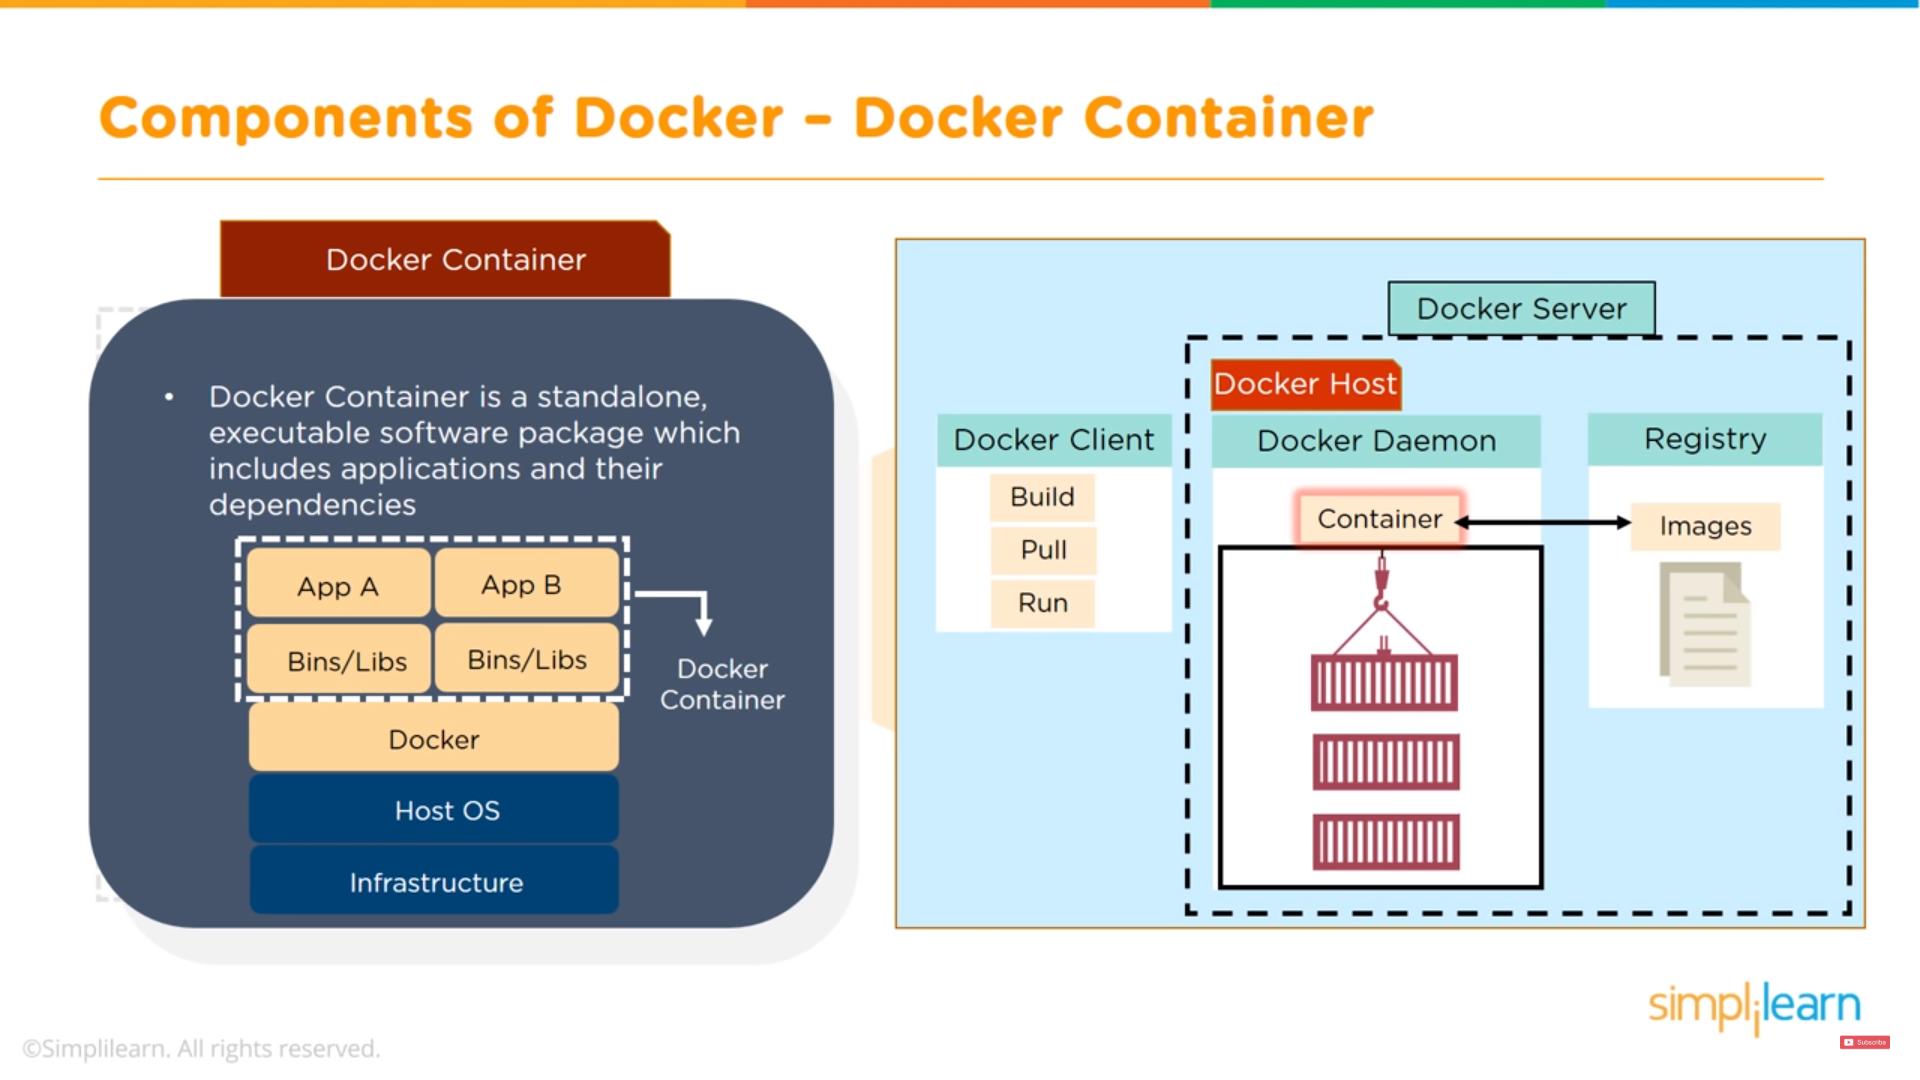 Components of Docker – Docker Container
Docker Container
• Docker Container is a standalone,
executable software package which
includes applications and their
dependencies
App A
App B
Bins/Libs
Bins/Libs
Docker
Container
Docker
Host OS
Infrastructure
Docker Server
Docker Host
Docker Client
Build
Pull
Run
Docker Daemon
Container
Registry
Images
simplilearn
Subscribe
©Simplilearn. All rights reserved.